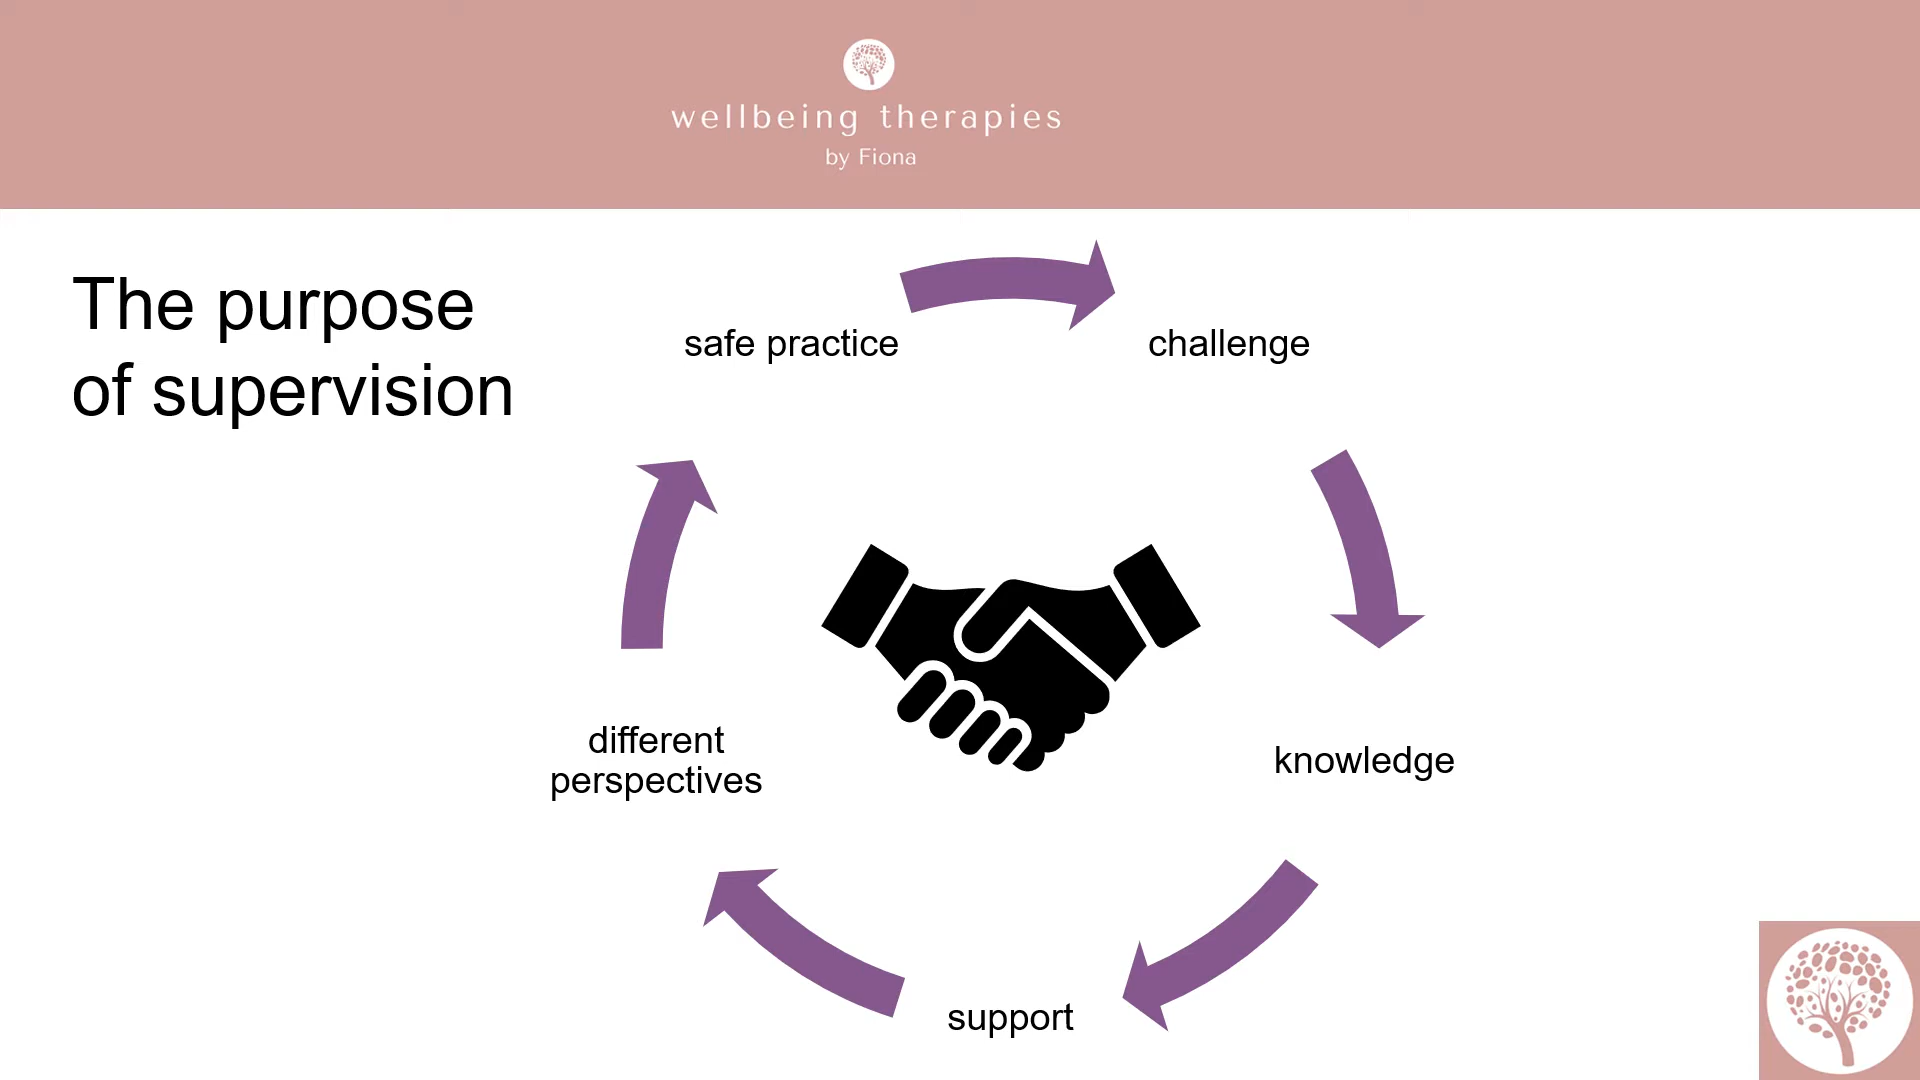 wellbeing therapies
by Fiona
The purpose
of supervision
safe practice
challenge
knowledge
support
different
perspectives